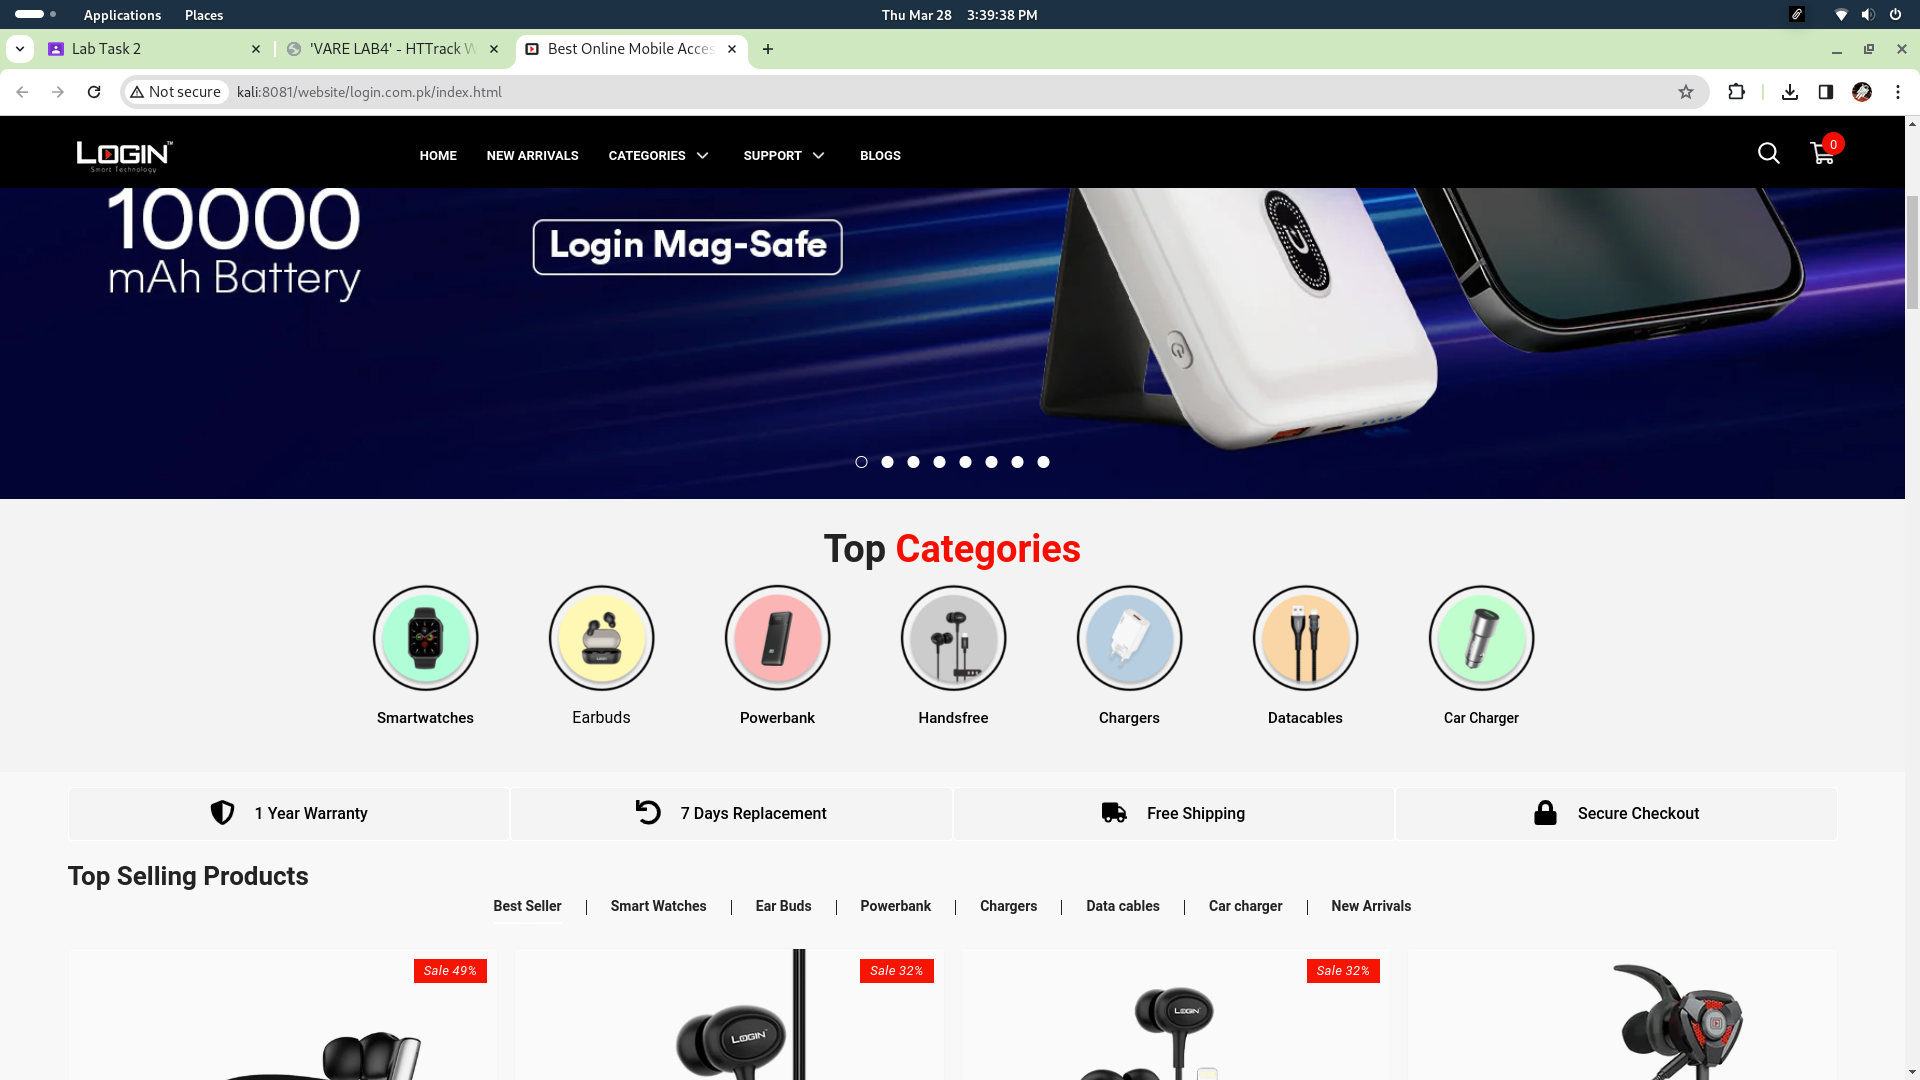 Applications Places Thu Mar 28 3:39:38 PM
Lab Task 2 'VARE LAB4' - HTTrack W Best Online Mobile Acces
Not secure kali:8081/website/login.com.pk/index.html
LOGIN™ HOME NEW ARRIVALS CATEGORIES SUPPORT BLOGS 0
Smart Technology
10000
mAh Battery
Login Mag-Safe
Top Categories
Smartwatches Earbuds Powerbank Handsfree Chargers Datacables Car Charger
1 Year Warranty 7 Days Replacement Free Shipping Secure Checkout
Top Selling Products
Best Seller Smart Watches Ear Buds Powerbank Chargers Data cables Car charger New Arrivals
Sale 49% Sale 32% Sale 32%
LOGIN LOGIN